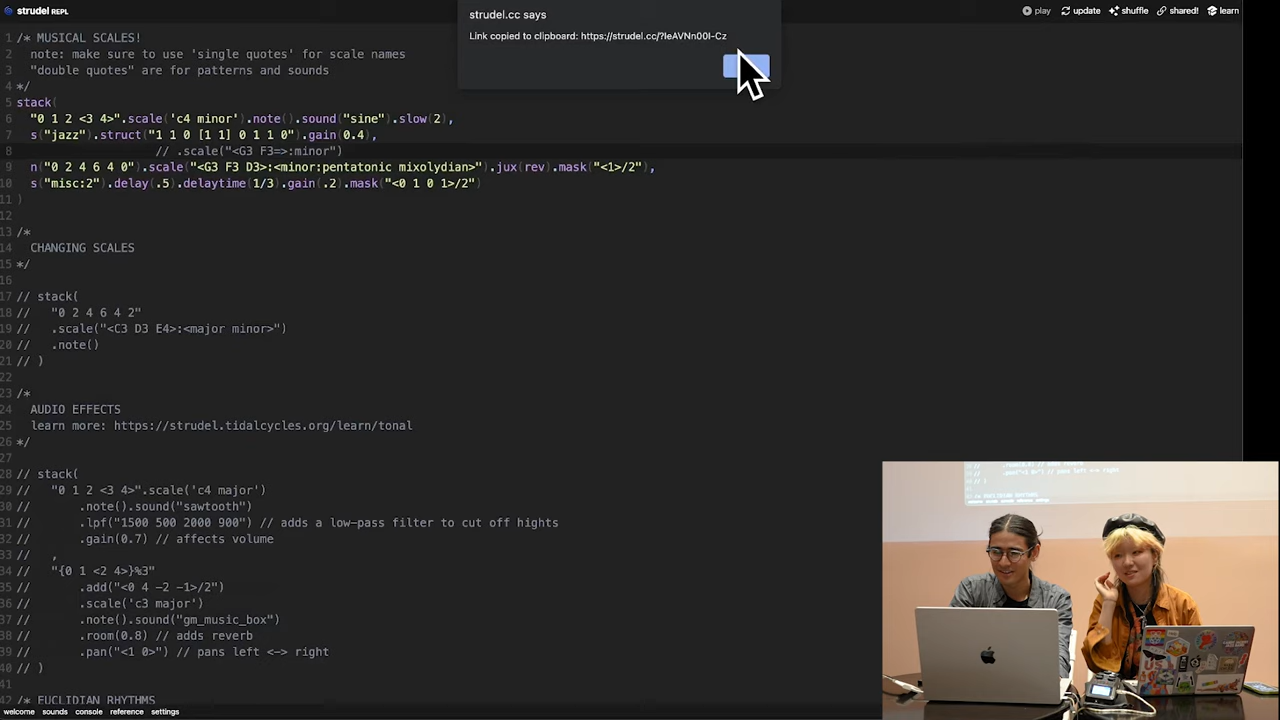 strudel REPL
play update shuffle shared! learn
strudel.cc says
Link copied to clipboard: https://strudel.cc/?IeAVNn00I-Cz
1 /* MUSICAL SCALES!
2 note: make sure to use 'single quotes' for scale names
3 "double quotes" are for patterns and sounds
4 */
5 stack(
6 "0 1 2 <3 4>".scale('c4 minor').note().sound("sine").slow(2),
7 s("jazz").struct("1 1 0 [1 1] 0 1 1 0").gain(0.4),
8 // .scale("<G3 F3=>:minor")
9 n("0 2 4 6 4 0").scale("<G3 F3 D3>:<minor:pentatonic mixolydian>").jux(rev).mask("<1>/2"),
10 s("misc:2").delay(.5).delaytime(1/3).gain(.2).mask("<0 1 0 1>/2")
11 )
12
13 /*
14 CHANGING SCALES
15 */
16
17 // stack(
18 // "0 2 4 6 4 2"
19 // .scale("<C3 D3 E4>:<major minor>")
20 // .note()
21 // )
22
23 /*
24 AUDIO EFFECTS
25 learn more: https://strudel.tidalcycles.org/learn/tonal
26 */
27
28 // stack(
29 // "0 1 2 <3 4>".scale('c4 major')
30 // .note().sound("sawtooth")
31 // .lpf("1500 500 2000 900") // adds a low-pass filter to cut off hights
32 // .gain(0.7) // affects volume
33 // ,
34 // "{0 1 <2 4>}%3"
35 // .add("<0 4 -2 -1>/2")
36 // .scale('c3 major')
37 // .note().sound("gm_music_box")
38 // .room(0.8) // adds reverb
39 // .pan("<1 0>") // pans left <-> right
40 // )
41
42 /* EUCLIDIAN RHYTHMS
welcome sounds console reference settings